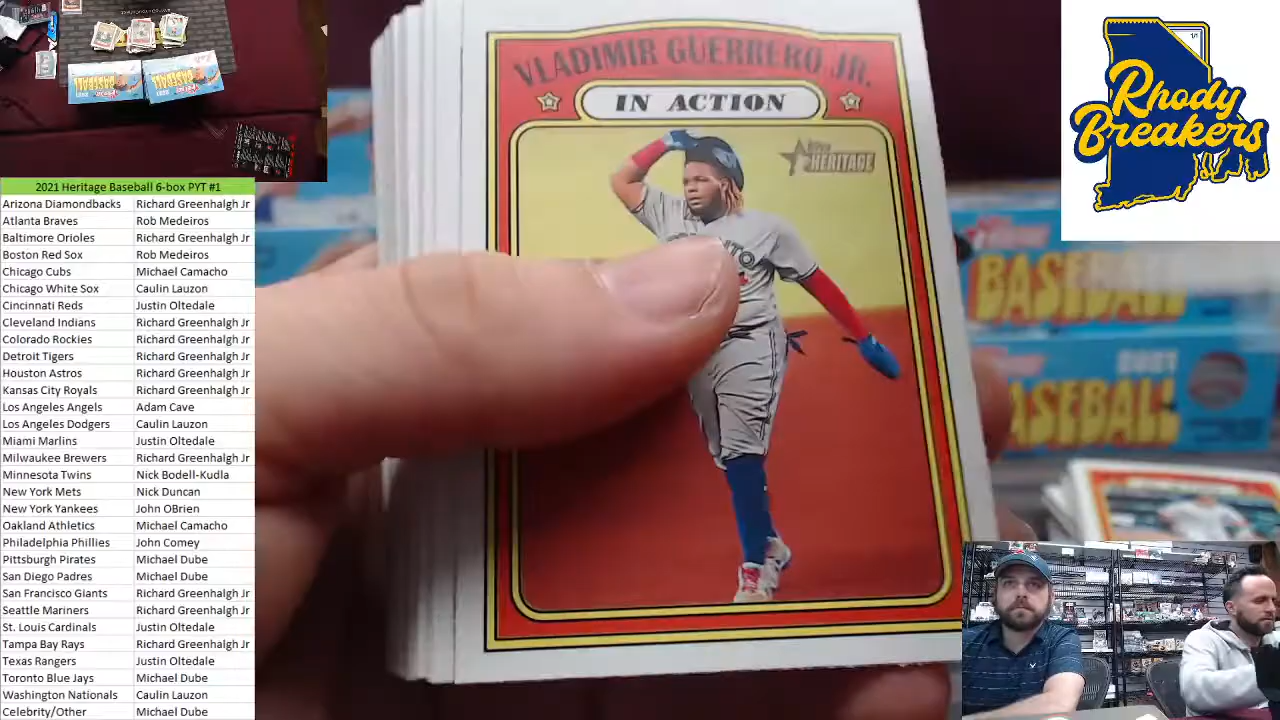 VLADIMIR GUERRERO JR.
IN ACTION
Topps
HERITAGE
1/1
Rhody
Breakers
2021 Heritage Baseball 6-box PYT #1
Arizona Diamondbacks Richard Greenhalgh Jr
Atlanta Braves Rob Medeiros
Baltimore Orioles Richard Greenhalgh Jr
Boston Red Sox Rob Medeiros
Chicago Cubs Michael Camacho
Chicago White Sox Caulin Lauzon
Cincinnati Reds Justin Oltedale
Cleveland Indians Richard Greenhalgh Jr
Colorado Rockies Richard Greenhalgh Jr
Detroit Tigers Richard Greenhalgh Jr
Houston Astros Richard Greenhalgh Jr
Kansas City Royals Richard Greenhalgh Jr
Los Angeles Angels Adam Cave
Los Angeles Dodgers Caulin Lauzon
Miami Marlins Justin Oltedale
Milwaukee Brewers Richard Greenhalgh Jr
Minnesota Twins Nick Bodell-Kudla
New York Mets Nick Duncan
New York Yankees John OBrien
Oakland Athletics Michael Camacho
Philadelphia Phillies John Comey
Pittsburgh Pirates Michael Dube
San Diego Padres Michael Dube
San Francisco Giants Richard Greenhalgh Jr
Seattle Mariners Richard Greenhalgh Jr
St. Louis Cardinals Justin Oltedale
Tampa Bay Rays Richard Greenhalgh Jr
Texas Rangers Justin Oltedale
Toronto Blue Jays Michael Dube
Washington Nationals Caulin Lauzon
Celebrity/Other Michael Dube
BASEBALL
2021
BASEBALL!
BASEBALL
BASEBALL